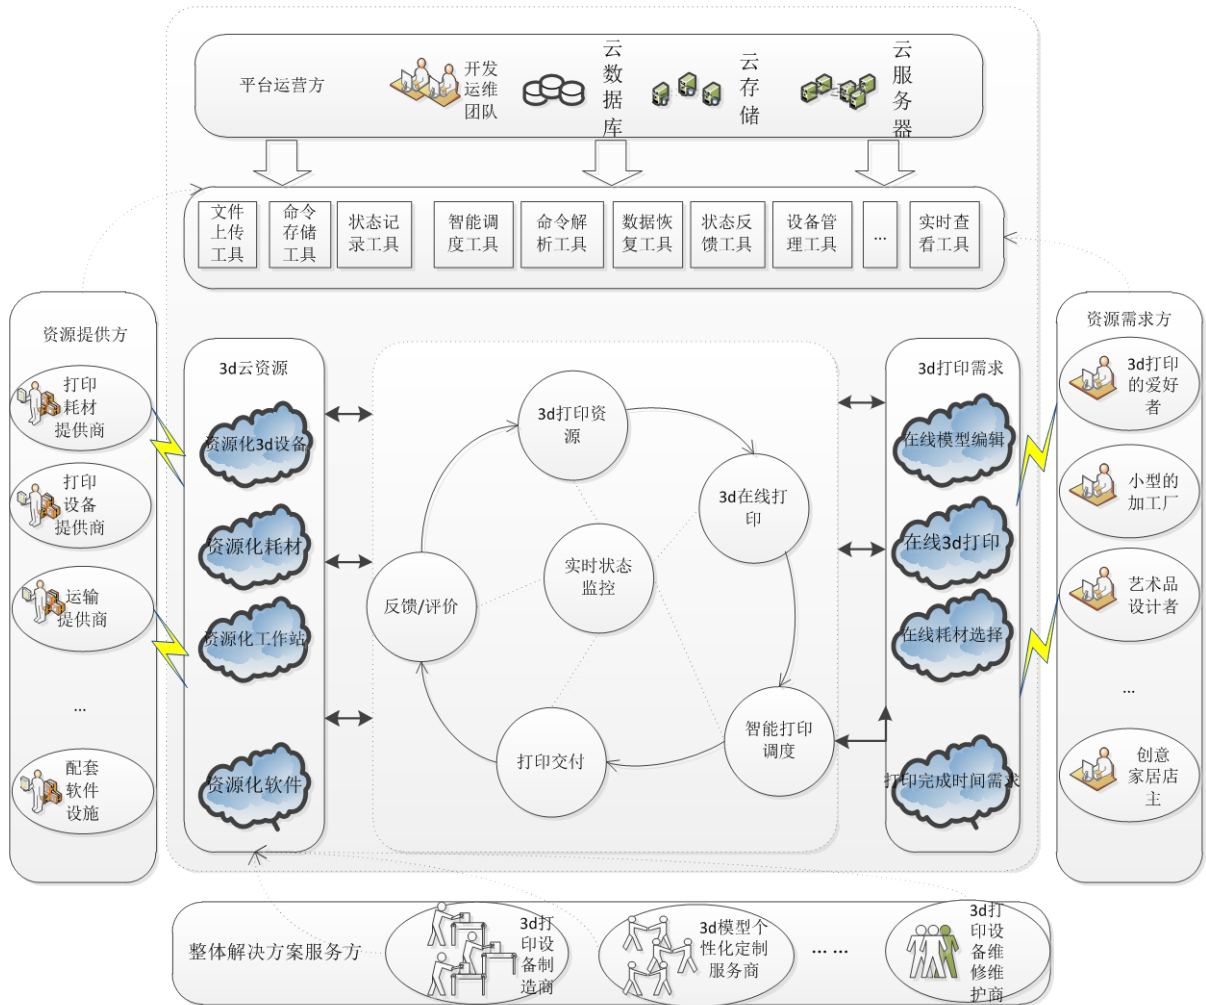 平台运营方
开发
运维
团队
云
数
据
库
云
存
储
云
服
务
器
文件
上传
工具
命令
存储
工具
状态记
录工具
智能调
度工具
命令解
析工具
数据恢
复工具
状态反
馈工具
设备管
理工具
...
实时查
看工具
资源提供方
打印
耗材
提供商
打印
设备
提供商
运输
提供商
...
配套
软件
设施
3d云资源
资源化3d设备
资源化耗材
资源化工作站
资源化软件
3d打印资
源
3d在线打
印
实时状态
监控
反馈/评价
智能打印
调度
打印交付
3d打印需求
在线模型编辑
在线3d打印
在线耗材选择
打印完成时间需求
资源需求方
3d打印
的爱好
者
小型的
加工厂
艺术品
设计者
...
创意
家居店
主
整体解决方案服务方
3d打
印设
备制
造商
3d模型个
性化定制
服务商
... ...
3d打
印设
备维
修维
护商